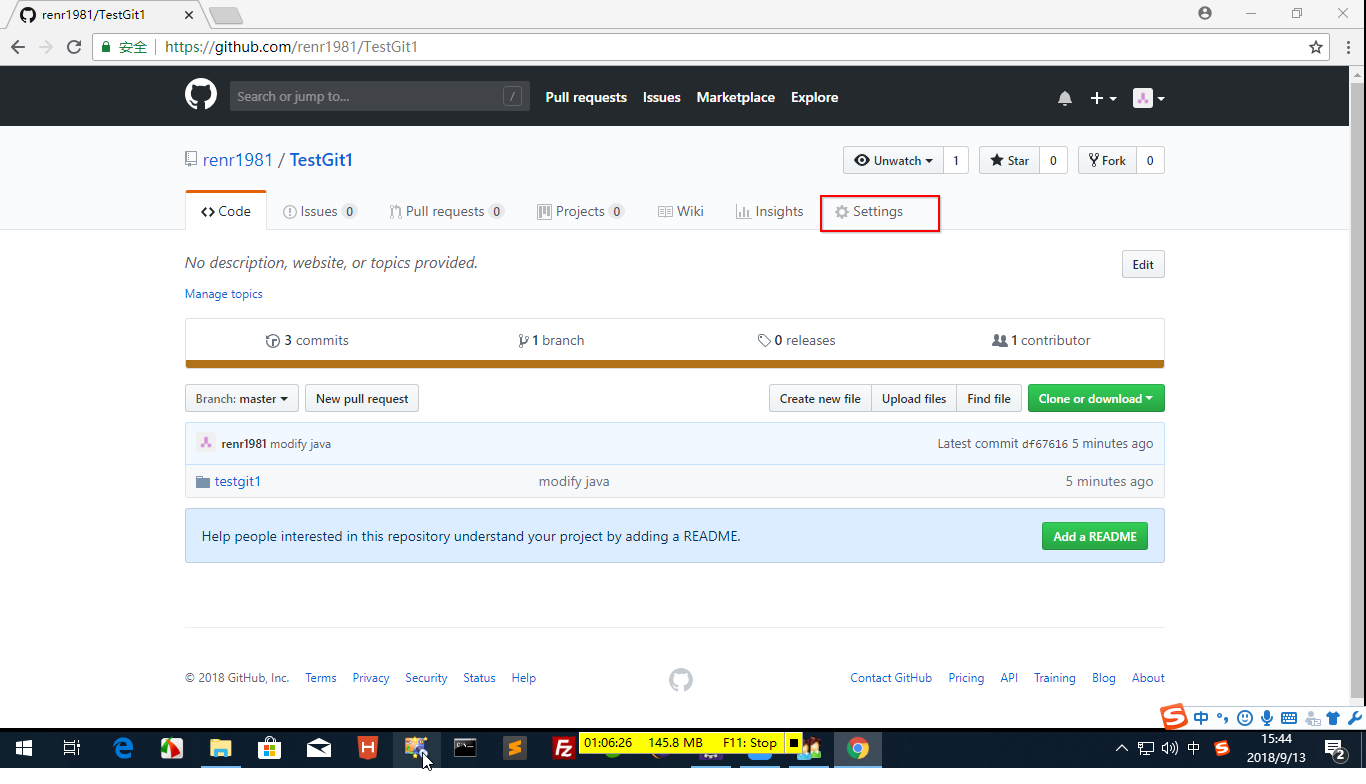 renr1981/TestGit1
安全 https://github.com/renr1981/TestGit1
Search or jump to... /
Pull requests Issues Marketplace Explore
renr1981 / TestGit1
Unwatch 1 Star 0 Fork 0
Code Issues 0 Pull requests 0 Projects 0 Wiki Insights Settings
No description, website, or topics provided.
Edit
Manage topics
3 commits 1 branch 0 releases 1 contributor
Branch: master New pull request Create new file Upload files Find file Clone or download
renr1981 modify java Latest commit df67616 5 minutes ago
testgit1 modify java 5 minutes ago
Help people interested in this repository understand your project by adding a README.
Add a README
© 2018 GitHub, Inc. Terms Privacy Security Status Help Contact GitHub Pricing API Training Blog About
S 中
01:06:26 145.8 MB F11: Stop
中 S
15:44
2018/9/13
2